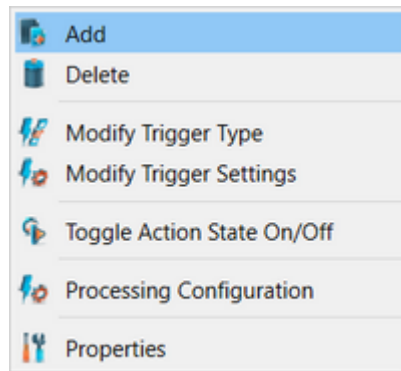 Add
Delete
Modify Trigger Type
Modify Trigger Settings
Toggle Action State On/Off
Processing Configuration
Properties